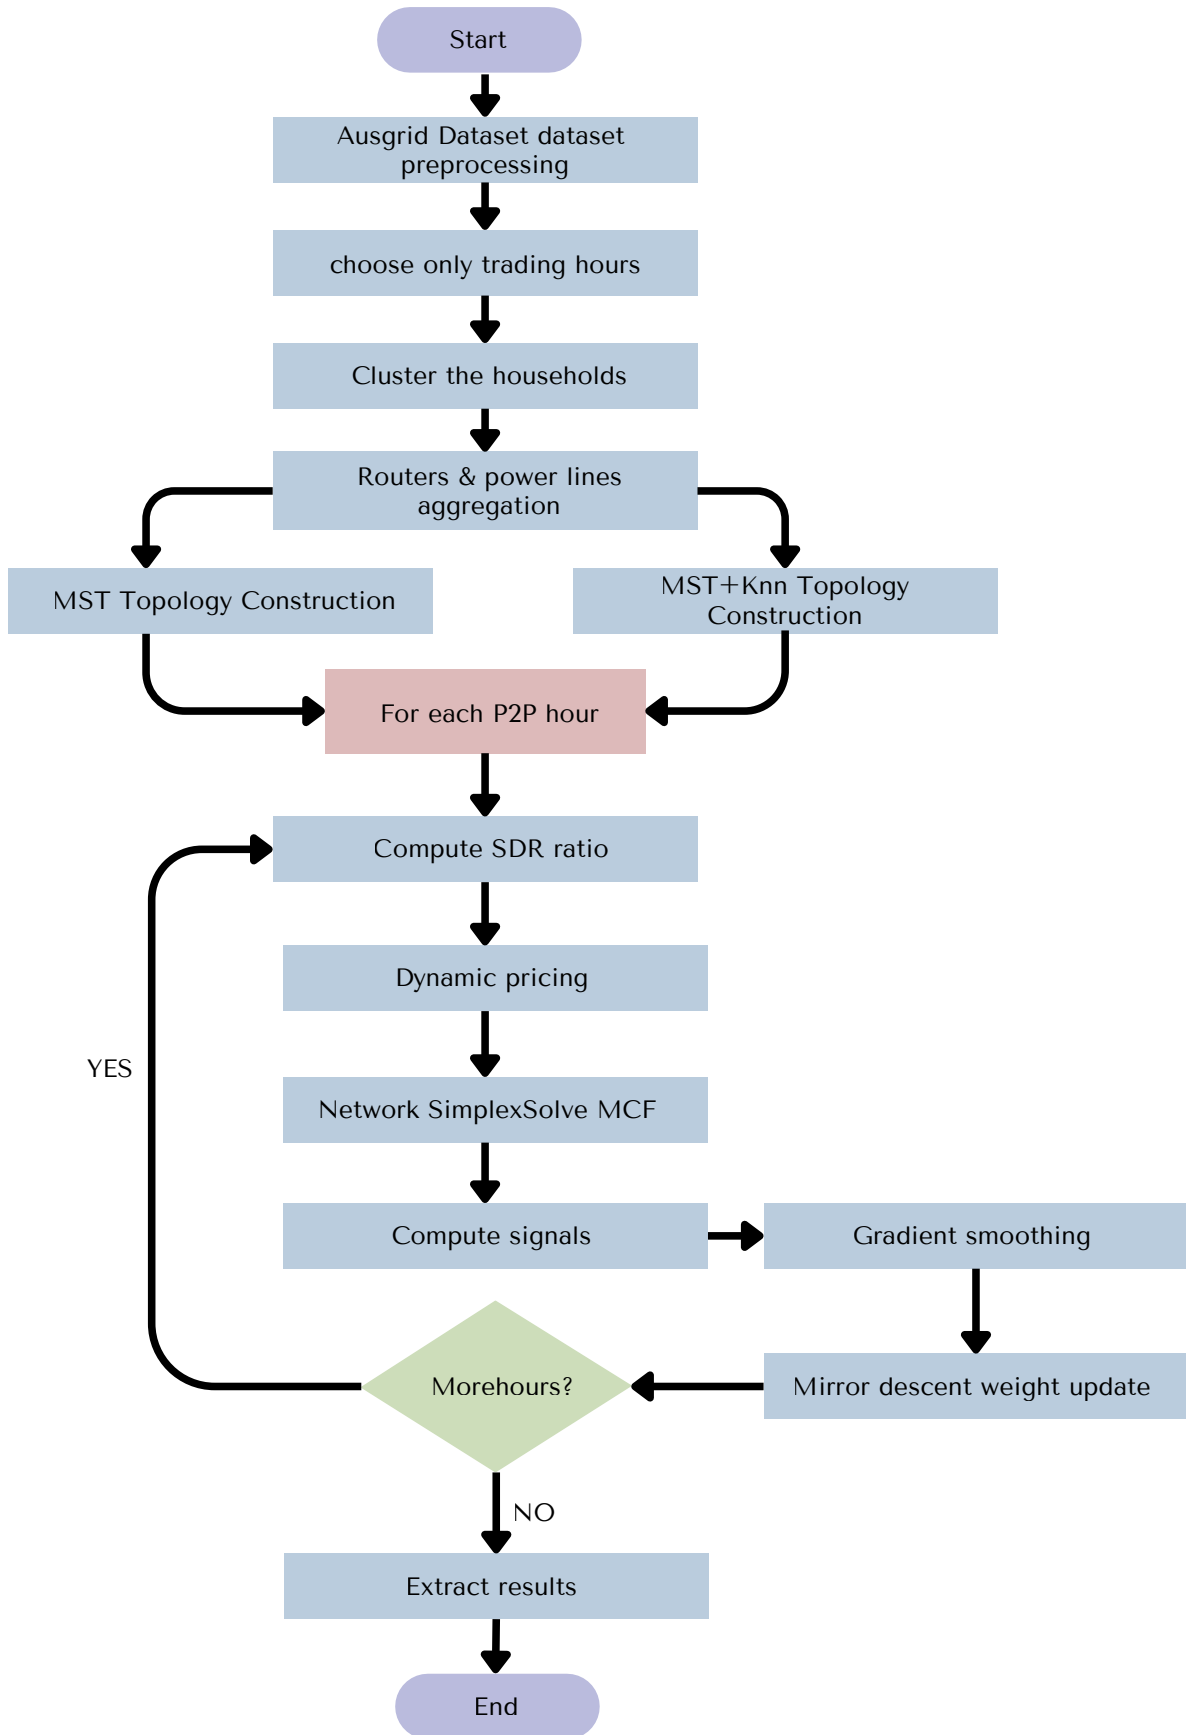 Start
Ausgrid Dataset dataset
preprocessing
choose only trading hours
Cluster the households
Routers & power lines
aggregation
MST Topology Construction
MST+Knn Topology
Construction
For each P2P hour
Compute SDR ratio
Dynamic pricing
YES
Network SimplexSolve MCF
Compute signals
Gradient smoothing
Morehours?
Mirror descent weight update
NO
Extract results
End